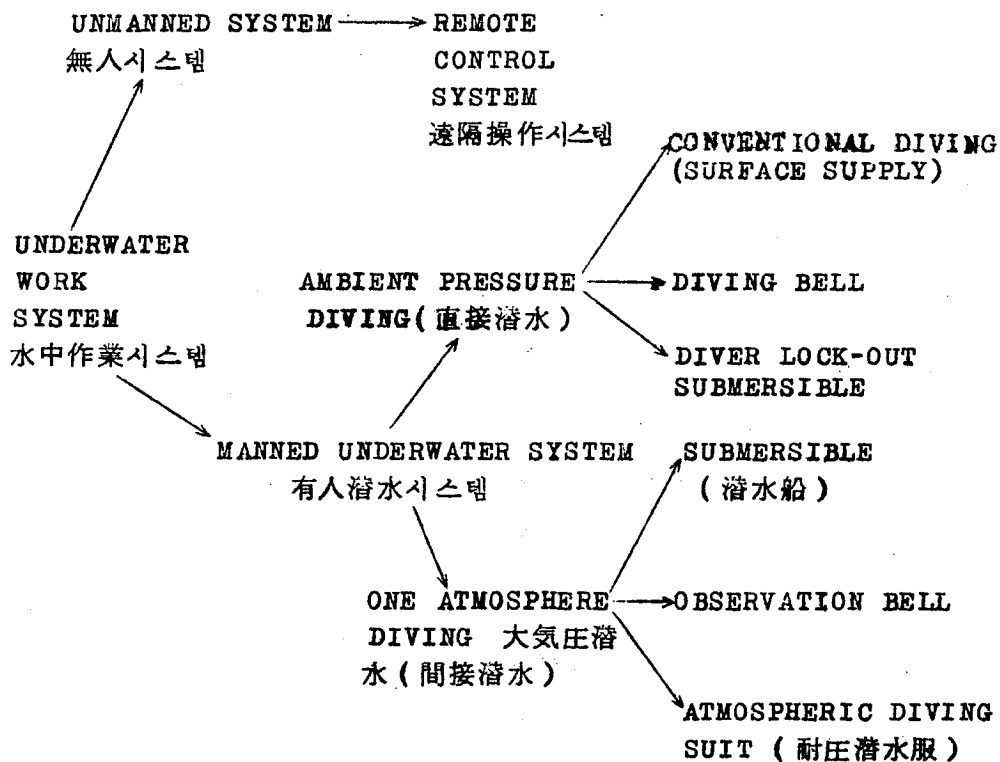 UNMANNED SYSTEM
無人시스템
REMOTE
CONTROL
SYSTEM
遠隔操作시스템
CONVENTIONAL DIVING
(SURFACE SUPPLY)
UNDERWATER
WORK
SYSTEM
水中作業시스템
AMBIENT PRESSURE
DIVING(直接潜水)
DIVING BELL
DIVER LOCK-OUT
SUBMERSIBLE
MANNED UNDERWATER SYSTEM
有人潜水시스템
SUBMERSIBLE
(潜水船)
ONE ATMOSPHERE
DIVING 大気圧潜
水(間接潜水)
OBSERVATION BELL
ATMOSPHERIC DIVING
SUIT (耐圧潜水服)